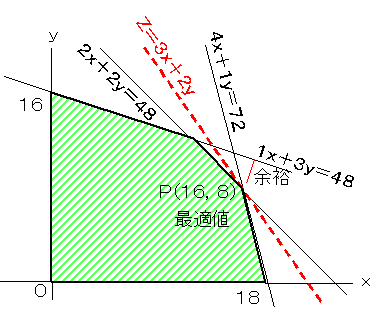 y
Z=3x+2y
4x+1y=72
2x+2y=48
16
1x+3y=48
余裕
P(16, 8)
最適値
x
0
18